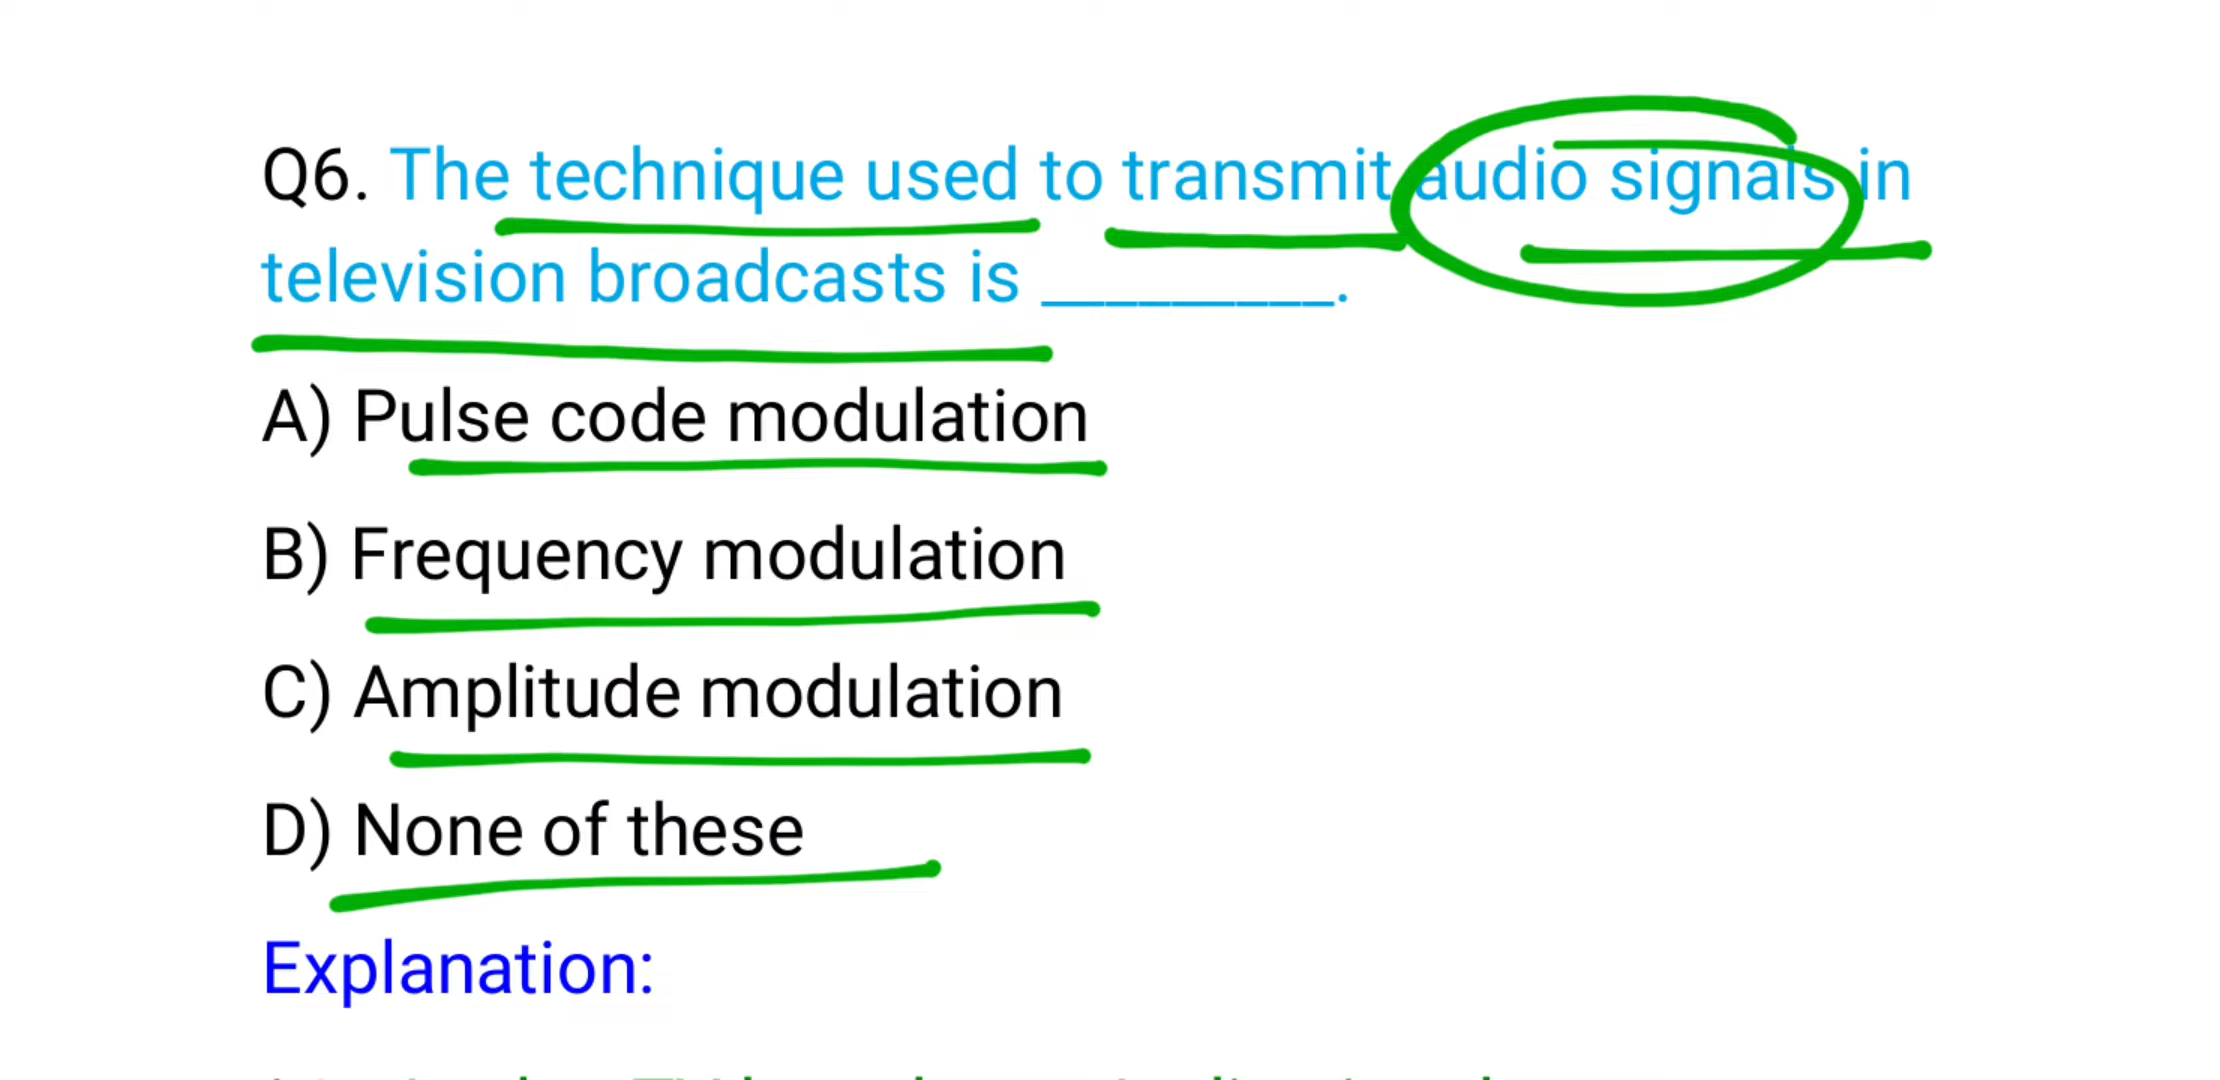 Q6. The technique used to transmit audio signals in
television broadcasts is _________.
A) Pulse code modulation
B) Frequency modulation
C) Amplitude modulation
D) None of these
Explanation: